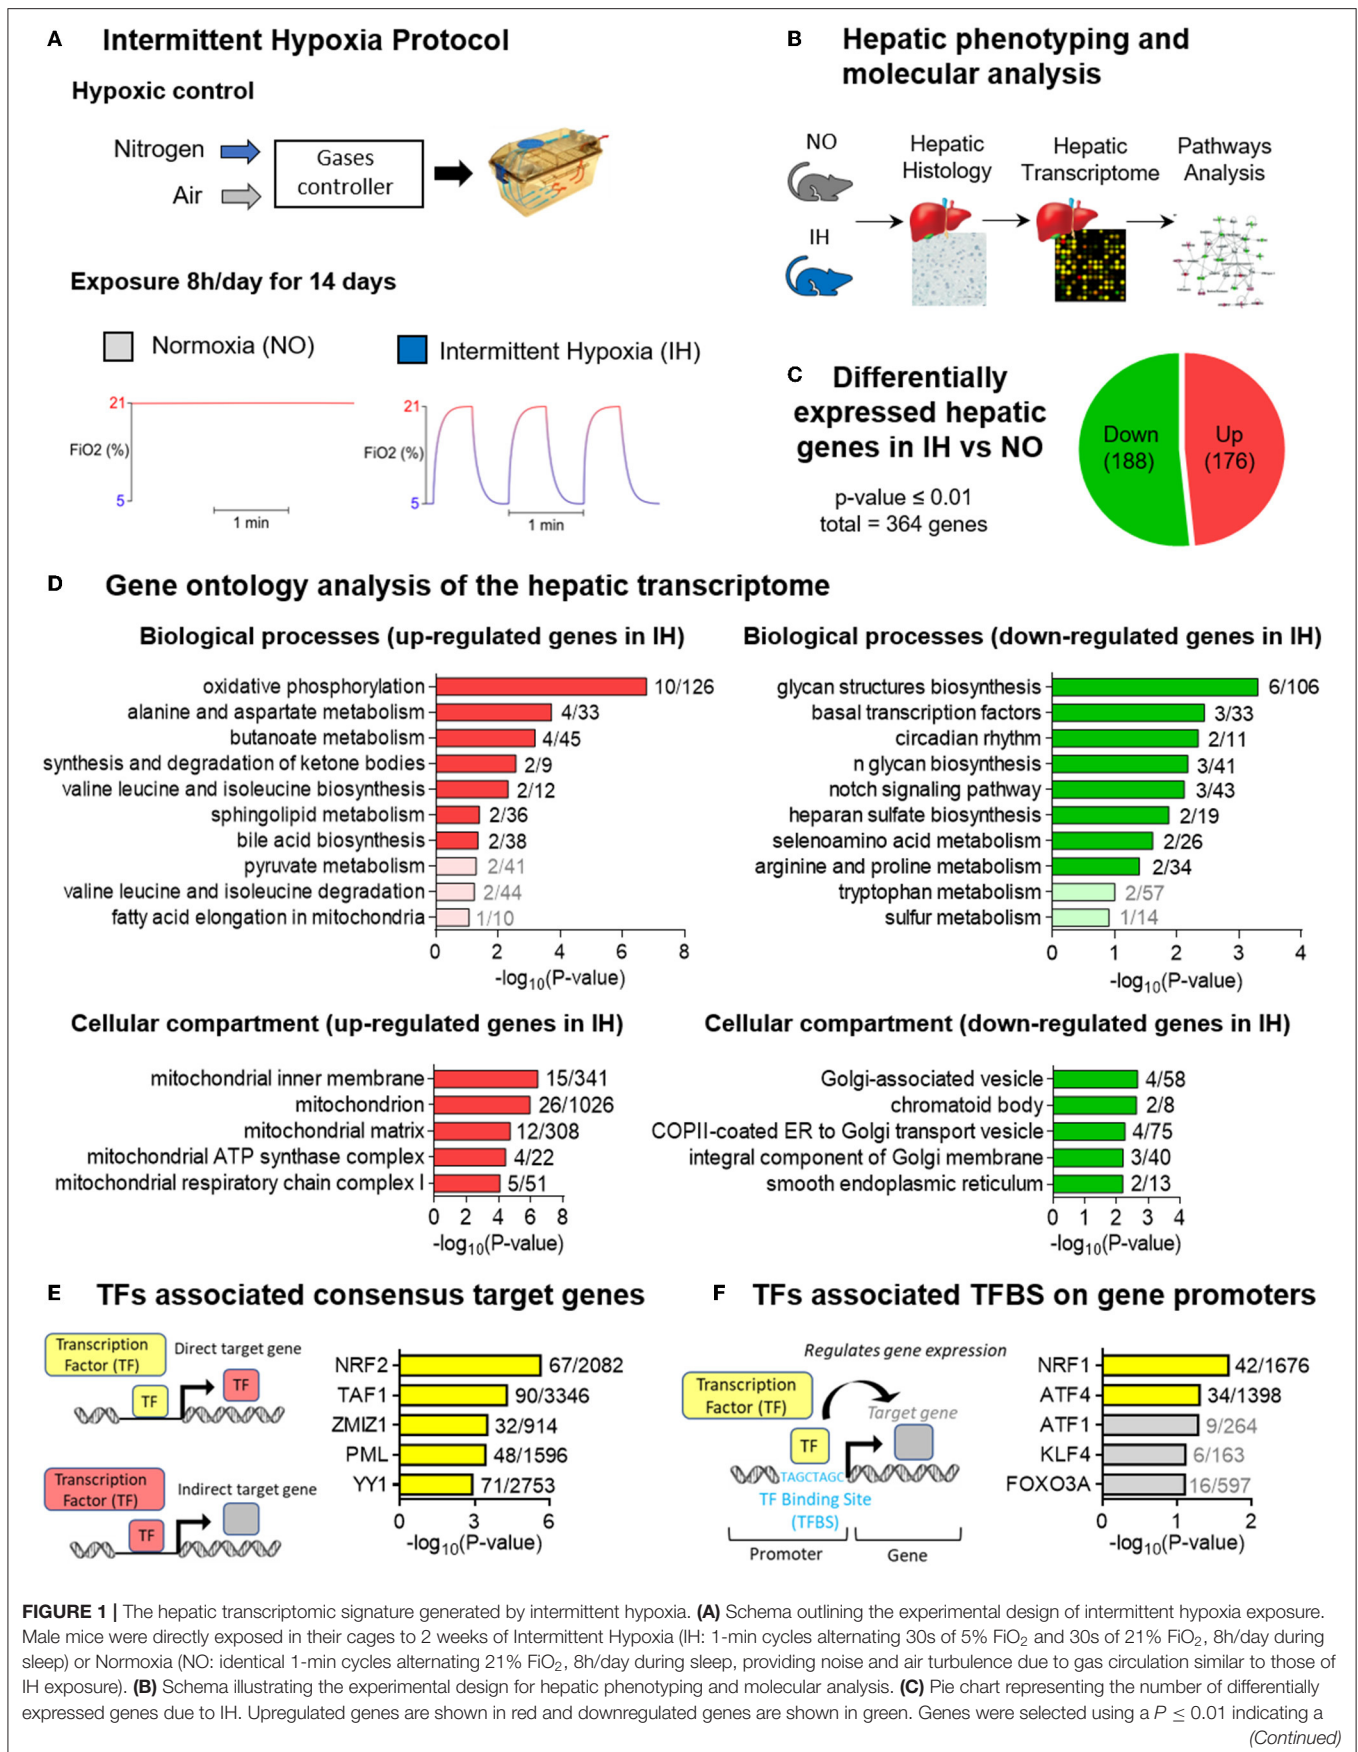 A Intermittent Hypoxia Protocol
Hypoxic control
Nitrogen
Air
Gases
controller
Exposure 8h/day for 14 days
Normoxia (NO)
Intermittent Hypoxia (IH)
21
FiO2 (%)
5
1 min
21
FiO2 (%)
5
1 min
B Hepatic phenotyping and
molecular analysis
NO
IH
Hepatic
Histology
Hepatic
Transcriptome
Pathways
Analysis
C Differentially
expressed hepatic
genes in IH vs NO
p-value ≤ 0.01
total = 364 genes
Down
(188)
Up
(176)
D Gene ontology analysis of the hepatic transcriptome
Biological processes (up-regulated genes in IH)
oxidative phosphorylation 10/126
alanine and aspartate metabolism 4/33
butanoate metabolism 4/45
synthesis and degradation of ketone bodies 2/9
valine leucine and isoleucine biosynthesis 2/12
sphingolipid metabolism 2/36
bile acid biosynthesis 2/38
pyruvate metabolism 2/41
valine leucine and isoleucine degradation 2/44
fatty acid elongation in mitochondria 1/10
0 2 4 6 8
-log10(P-value)
Biological processes (down-regulated genes in IH)
glycan structures biosynthesis 6/106
basal transcription factors 3/33
circadian rhythm 2/11
n glycan biosynthesis 3/41
notch signaling pathway 3/43
heparan sulfate biosynthesis 2/19
selenoamino acid metabolism 2/26
arginine and proline metabolism 2/34
tryptophan metabolism 2/57
sulfur metabolism 1/14
0 1 2 3 4
-log10(P-value)
Cellular compartment (up-regulated genes in IH)
mitochondrial inner membrane 15/341
mitochondrion 26/1026
mitochondrial matrix 12/308
mitochondrial ATP synthase complex 4/22
mitochondrial respiratory chain complex I 5/51
0 2 4 6 8
-log10(P-value)
Cellular compartment (down-regulated genes in IH)
Golgi-associated vesicle 4/58
chromatoid body 2/8
COPII-coated ER to Golgi transport vesicle 4/75
integral component of Golgi membrane 3/40
smooth endoplasmic reticulum 2/13
0 1 2 3 4
-log10(P-value)
E TFs associated consensus target genes
Transcription
Factor (TF)
Direct target gene
TF
TF
Transcription
Factor (TF)
Indirect target gene
TF
NRF2 67/2082
TAF1 90/3346
ZMIZ1 32/914
PML 48/1596
YY1 71/2753
0 3 6
-log10(P-value)
F TFs associated TFBS on gene promoters
Regulates gene expression
Transcription
Factor (TF)
Target gene
TF
TAGCTAGC
TF Binding Site
(TFBS)
Promoter
Gene
NRF1 42/1676
ATF4 34/1398
ATF1 9/264
KLF4 6/163
FOXO3A 16/597
0 1 2
-log10(P-value)
FIGURE 1 | The hepatic transcriptomic signature generated by intermittent hypoxia. (A) Schema outlining the experimental design of intermittent hypoxia exposure.
Male mice were directly exposed in their cages to 2 weeks of Intermittent Hypoxia (IH: 1-min cycles alternating 30s of 5% FiO2 and 30s of 21% FiO2, 8h/day during
sleep) or Normoxia (NO: identical 1-min cycles alternating 21% FiO2, 8h/day during sleep, providing noise and air turbulence due to gas circulation similar to those of
IH exposure). (B) Schema illustrating the experimental design for hepatic phenotyping and molecular analysis. (C) Pie chart representing the number of differentially
expressed genes due to IH. Upregulated genes are shown in red and downregulated genes are shown in green. Genes were selected using a P ≤ 0.01 indicating a
(Continued)